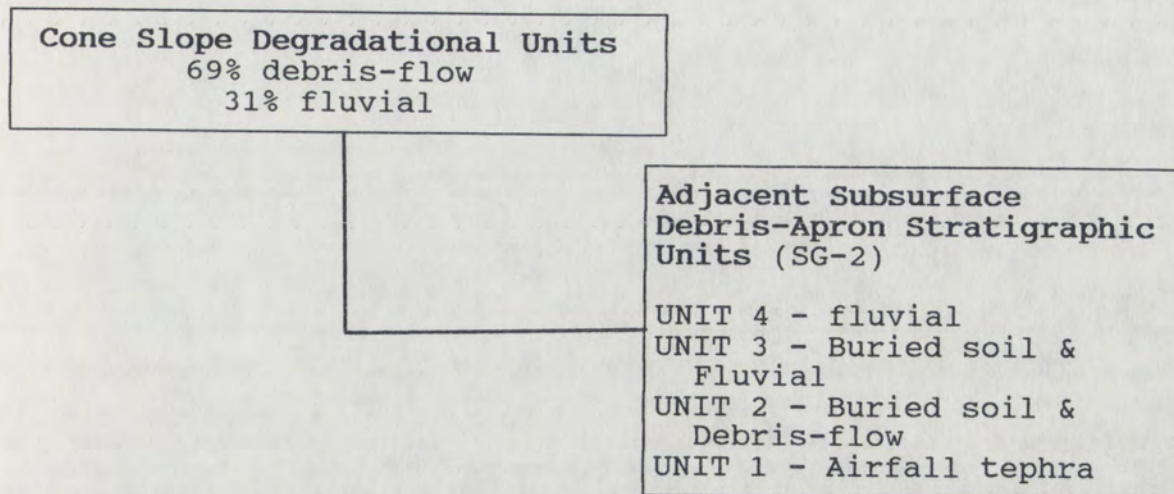 Cone Slope Degradational Units
69% debris-flow
31% fluvial
Adjacent Subsurface
Debris-Apron Stratigraphic
Units (SG-2)
UNIT 4 - fluvial
UNIT 3 - Buried soil &
Fluvial
UNIT 2 - Buried soil &
Debris-flow
UNIT 1 - Airfall tephra